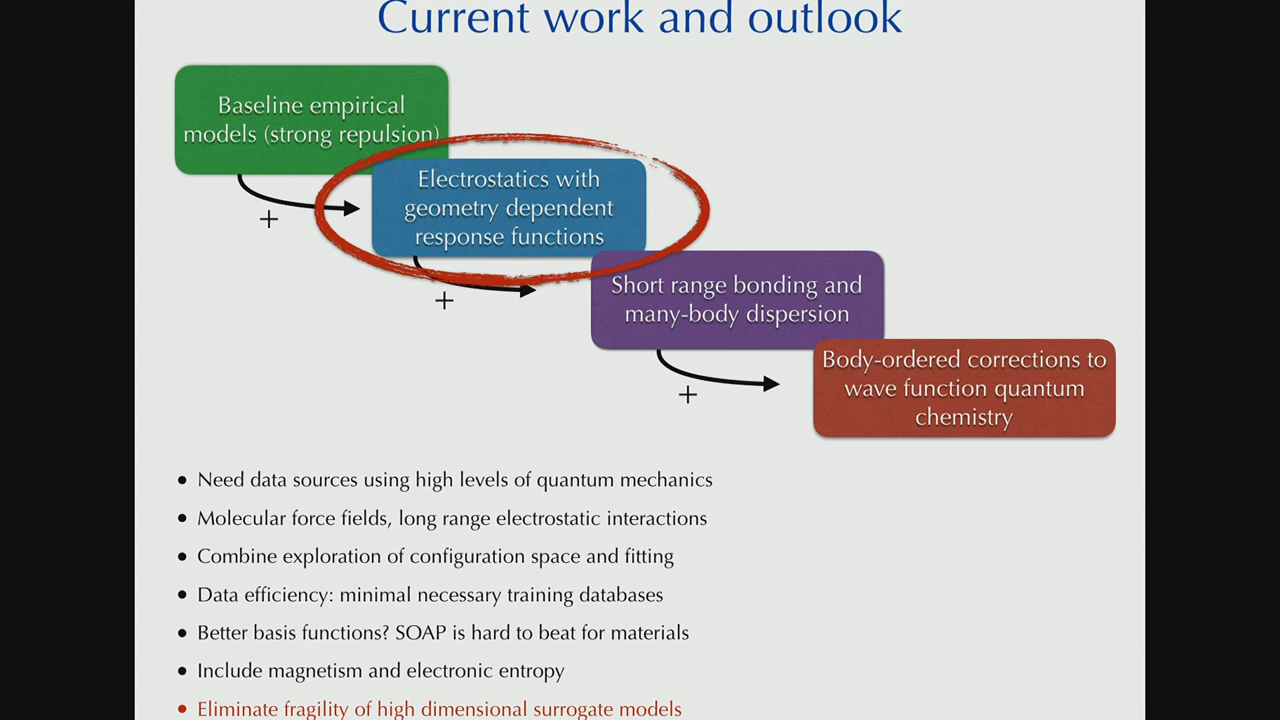 Current work and outlook
Baseline empirical
models (strong repulsion)
+
Electrostatics with
geometry dependent
response functions
+
Short range bonding and
many-body dispersion
+
Body-ordered corrections to
wave function quantum
chemistry
• Need data sources using high levels of quantum mechanics
• Molecular force fields, long range electrostatic interactions
• Combine exploration of configuration space and fitting
• Data efficiency: minimal necessary training databases
• Better basis functions? SOAP is hard to beat for materials
• Include magnetism and electronic entropy
• Eliminate fragility of high dimensional surrogate models